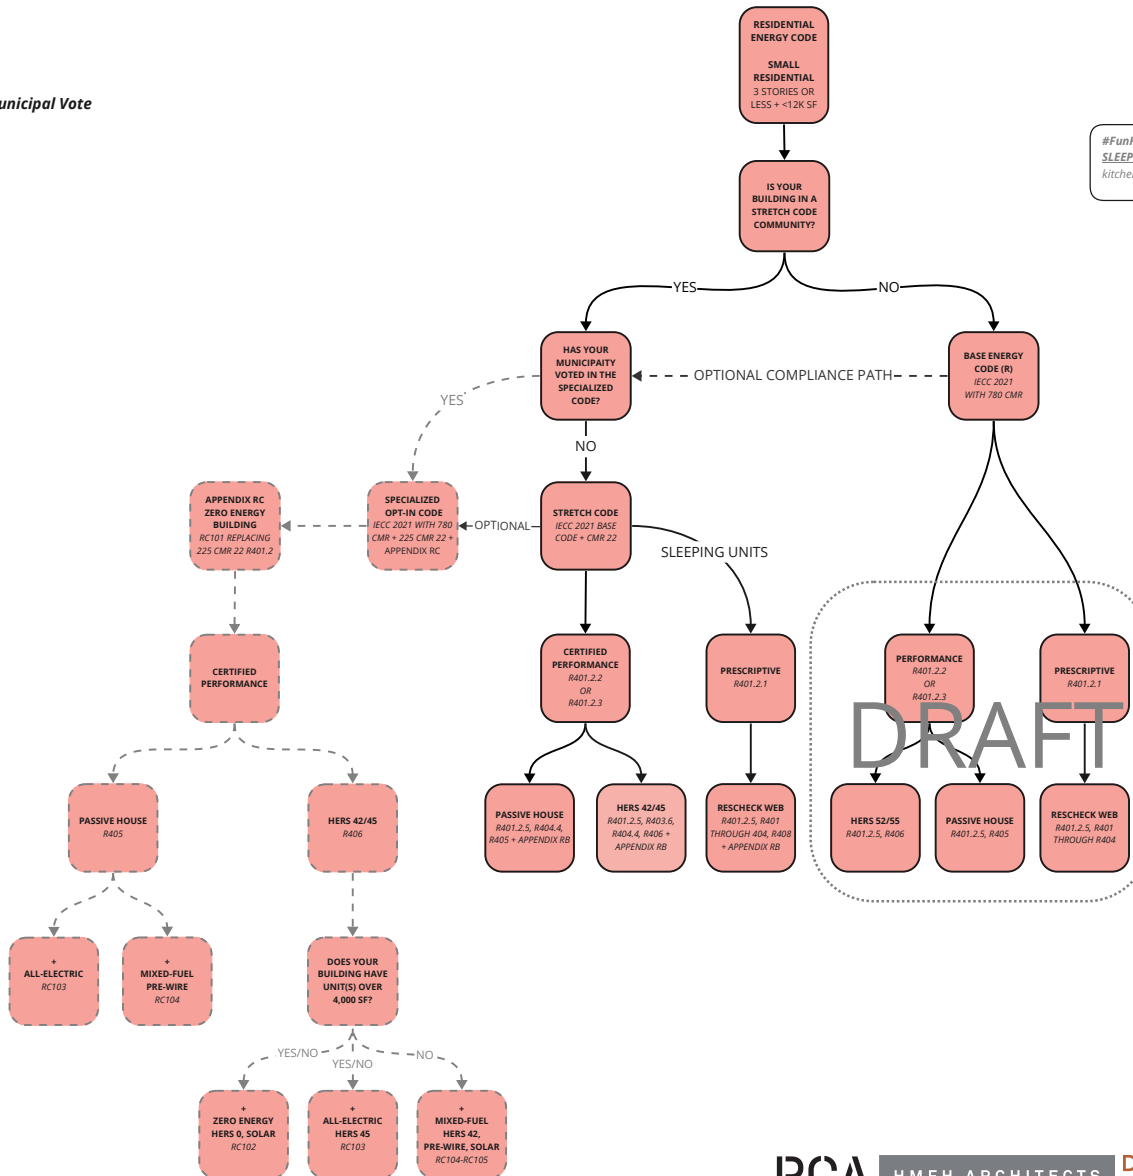 RESIDENTIAL
ENERGY CODE
SMALL
RESIDENTIAL
3 STORIES OR
LESS + <12K SF
unicipal Vote
#Fun
SLEEP
kitche
IS YOUR
BUILDING IN A
STRETCH CODE
COMMUNITY?
YES
NO
HAS YOUR
MUNICIPAITY
VOTED IN THE
SPECIALIZED
CODE?
OPTIONAL COMPLIANCE PATH
BASE ENERGY
CODE (R)
IECC 2021
WITH 780 CMR
YES
NO
APPENDIX RC
ZERO ENERGY
BUILDING
RC101 REPLACING
225 CMR 22 R401.2
SPECIALIZED
OPT-IN CODE
IECC 2021 WITH 780
CMR + 225 CMR 22 +
APPENDIX RC
OPTIONAL
STRETCH CODE
IECC 2021 BASE
CODE + CMR 22
SLEEPING UNITS
CERTIFIED
PERFORMANCE
CERTIFIED
PERFORMANCE
R401.2.2
OR
R401.2.3
PRESCRIPTIVE
R401.2.1
PERFORMANCE
R401.2.2
OR
R401.2.3
PRESCRIPTIVE
R401.2.1
DRAFT
PASSIVE HOUSE
R405
HERS 42/45
R406
PASSIVE HOUSE
R401.2.5, R404.4,
R405 + APPENDIX RB
HERS 42/45
R401.2.5, R403.6,
R404.4, R406 +
APPENDIX RB
RESCHECK WEB
R401.2.5, R401
THROUGH 404, R408
+ APPENDIX RB
HERS 52/55
R401.2.5, R406
PASSIVE HOUSE
R401.2.5, R405
RESCHECK WEB
R401.2.5, R401
THROUGH R404
+
ALL-ELECTRIC
RC103
+
MIXED-FUEL
PRE-WIRE
RC104
DOES YOUR
BUILDING HAVE
UNIT(S) OVER
4,000 SF?
YES/NO
YES/NO
NO
+
ZERO ENERGY
HERS 0, SOLAR
RC102
+
ALL-ELECTRIC
HERS 45
RC103
+
MIXED-FUEL
HERS 42,
PRE-WIRE, SOLAR
RC104-RC105